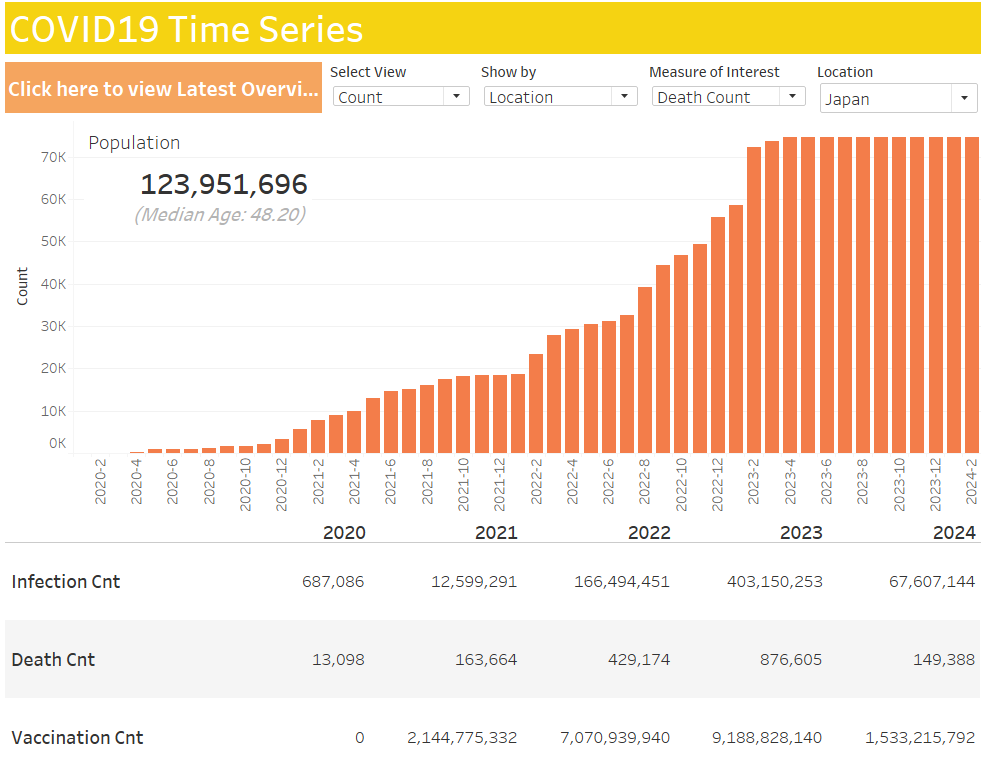 COVID19 Time Series
Click here to view Latest Overvi...
Select View
Show by
Measure of Interest
Location
Count
Location
Death Count
Japan
Population
123,951,696
(Median Age: 48.20)
Count
70K
60K
50K
40K
30K
20K
10K
0K
2020-2 2020-4 2020-6 2020-8 2020-10 2020-12 2021-2 2021-4 2021-6 2021-8 2021-10 2021-12 2022-2 2022-4 2022-6 2022-8 2022-10 2022-12 2023-2 2023-4 2023-6 2023-8 2023-10 2023-12 2024-2
2020 2021 2022 2023 2024
Infection Cnt 687,086 12,599,291 166,494,451 403,150,253 67,607,144
Death Cnt 13,098 163,664 429,174 876,605 149,388
Vaccination Cnt 0 2,144,775,332 7,070,939,940 9,188,828,140 1,533,215,792